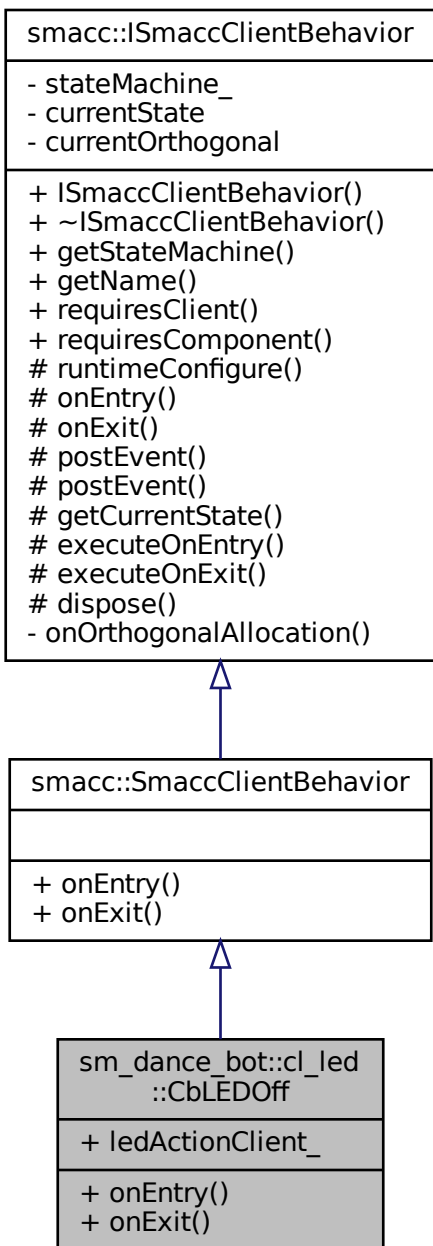 smacc::ISmaccClientBehavior
- stateMachine_
- currentState
- currentOrthogonal
+ ISmaccClientBehavior()
+ ~ISmaccClientBehavior()
+ getStateMachine()
+ getName()
+ requiresClient()
+ requiresComponent()
# runtimeConfigure()
# onEntry()
# onExit()
# postEvent()
# postEvent()
# getCurrentState()
# executeOnEntry()
# executeOnExit()
# dispose()
- onOrthogonalAllocation()
smacc::SmaccClientBehavior
+ onEntry()
+ onExit()
sm_dance_bot::cl_led
::CbLEDOff
+ ledActionClient_
+ onEntry()
+ onExit()